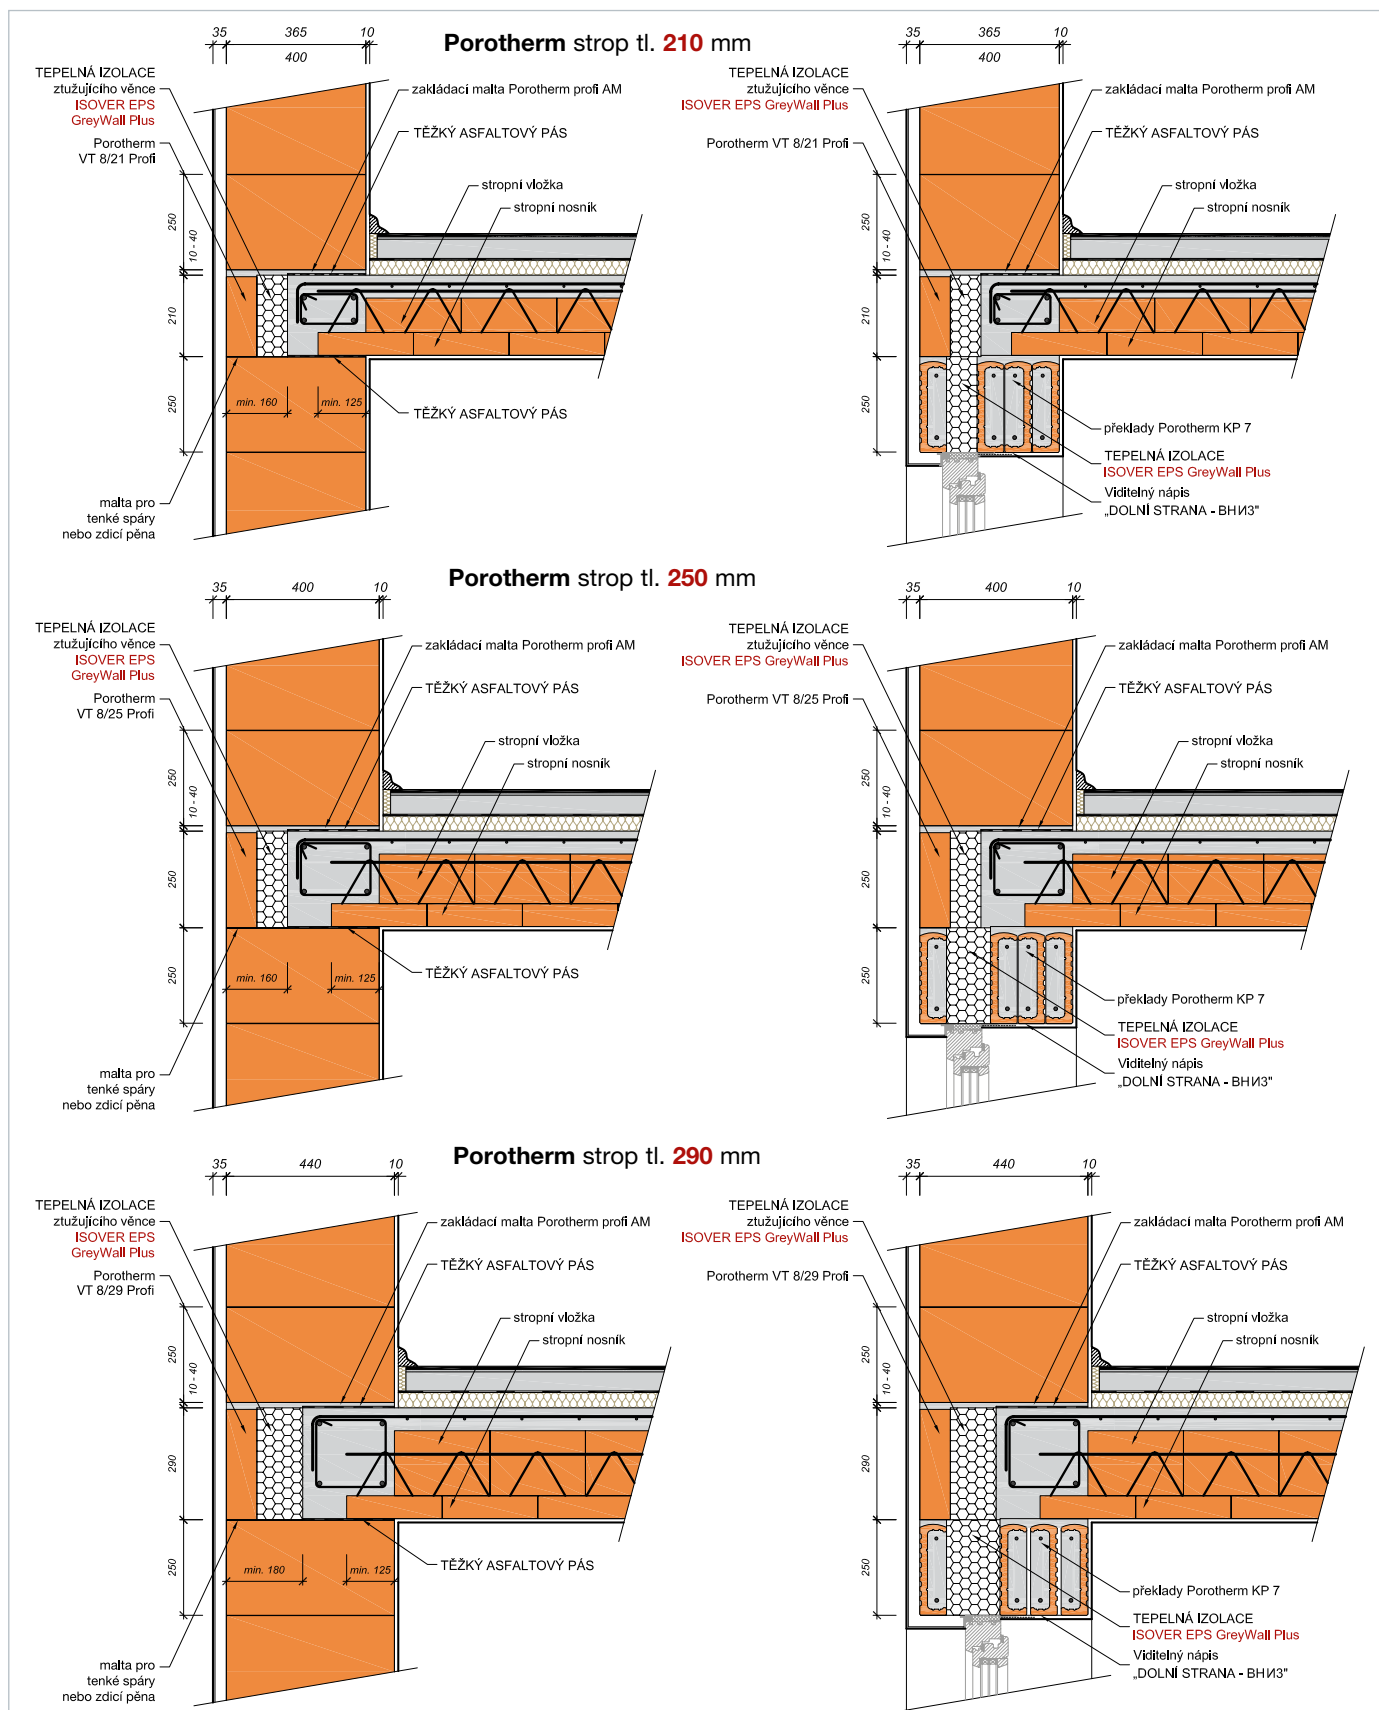 Porotherm strop tl. 210 mm
35
365
10
400
TEPELNÁ IZOLACE
ztužujícího věnce
ISOVER EPS
GreyWall Plus
Porotherm
VT 8/21 Profi
zakládací malta Porotherm profi AM
TĚŽKÝ ASFALTOVÝ PÁS
stropní vložka
stropní nosník
250
10 - 40
210
250
min. 160
min. 125
TĚŽKÝ ASFALTOVÝ PÁS
malta pro
tenké spáry
nebo zdicí pěna
35
365
10
400
TEPELNÁ IZOLACE
ztužujícího věnce
ISOVER EPS GreyWall Plus
Porotherm VT 8/21 Profi
zakládací malta Porotherm profi AM
TĚŽKÝ ASFALTOVÝ PÁS
stropní vložka
stropní nosník
250
10 - 40
210
250
překlady Porotherm KP 7
TEPELNÁ IZOLACE
ISOVER EPS GreyWall Plus
Viditelný nápis
„DOLNÍ STRANA - ВНИЗ"
Porotherm strop tl. 250 mm
35
400
10
TEPELNÁ IZOLACE
ztužujícího věnce
ISOVER EPS
GreyWall Plus
Porotherm
VT 8/25 Profi
zakládací malta Porotherm profi AM
TĚŽKÝ ASFALTOVÝ PÁS
stropní vložka
stropní nosník
250
10 - 40
250
250
min. 160
min. 125
TĚŽKÝ ASFALTOVÝ PÁS
malta pro
tenké spáry
nebo zdicí pěna
35
400
10
TEPELNÁ IZOLACE
ztužujícího věnce
ISOVER EPS GreyWall Plus
Porotherm VT 8/25 Profi
zakládací malta Porotherm profi AM
TĚŽKÝ ASFALTOVÝ PÁS
stropní vložka
stropní nosník
250
10 - 40
250
250
překlady Porotherm KP 7
TEPELNÁ IZOLACE
ISOVER EPS GreyWall Plus
Viditelný nápis
„DOLNÍ STRANA - ВНИЗ"
Porotherm strop tl. 290 mm
35
440
10
TEPELNÁ IZOLACE
ztužujícího věnce
ISOVER EPS
GreyWall Plus
Porotherm
VT 8/29 Profi
zakládací malta Porotherm profi AM
TĚŽKÝ ASFALTOVÝ PÁS
stropní vložka
stropní nosník
250
10 - 40
290
250
min. 180
min. 125
TĚŽKÝ ASFALTOVÝ PÁS
malta pro
tenké spáry
nebo zdicí pěna
35
440
10
TEPELNÁ IZOLACE
ztužujícího věnce
ISOVER EPS GreyWall Plus
Porotherm VT 8/29 Profi
zakládací malta Porotherm profi AM
TĚŽKÝ ASFALTOVÝ PÁS
stropní vložka
stropní nosník
250
10 - 40
290
250
překlady Porotherm KP 7
TEPELNÁ IZOLACE
ISOVER EPS GreyWall Plus
Viditelný nápis
„DOLNÍ STRANA - ВНИЗ"